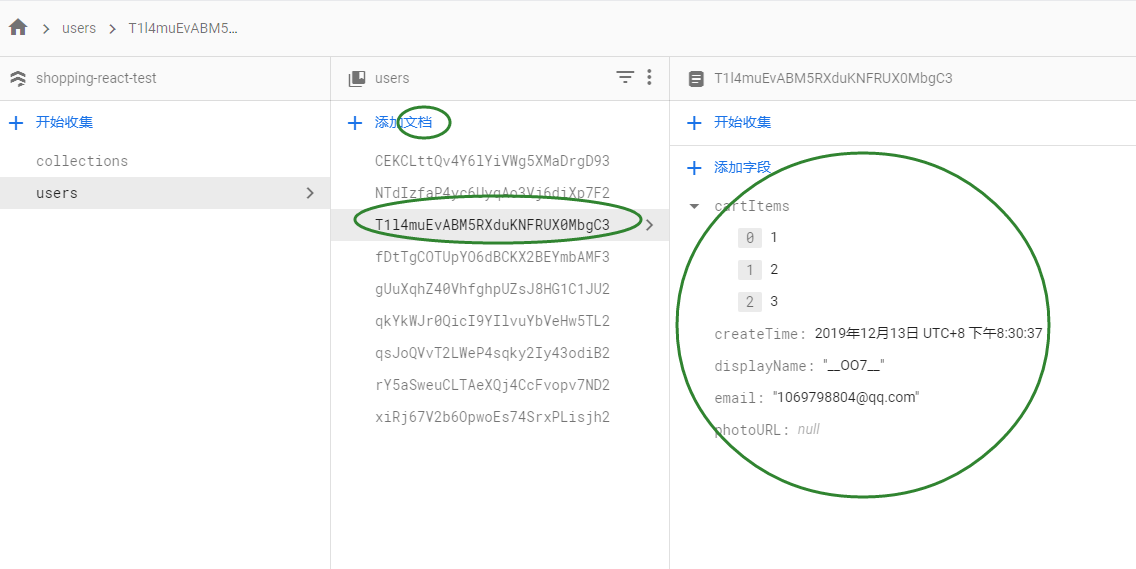 users T1l4muEvABM5...
shopping-react-test
开始收集
collections
users
users
添加文档
CEKCLttQv4Y6lYiVWg5XMaDrgD93
NTdIzfaP4yc6UyqAo3Vj6djXp7F2
T1l4muEvABM5RXduKNFRUX0MbgC3
fDtTgCOTUpYO6dBCKX2BEYmbAMF3
gUuXqhZ40VhfghpUZsJ8HG1C1JU2
qkYkWJr0QicI9YIlvuYbVeHw5TL2
qsJoQVvT2LWeP4sqky2Iy43odiB2
rY5aSweuCLTAeXQj4CcFvopv7ND2
xiRj67V2b6OpwoEs74SrxPLisjh2
T1l4muEvABM5RXduKNFRUX0MbgC3
开始收集
添加字段
cartItems
0 1
1 2
2 3
createTime: 2019年12月13日 UTC+8 下午8:30:37
displayName: "__OO7__"
email: "1069798804@qq.com"
photoURL: null